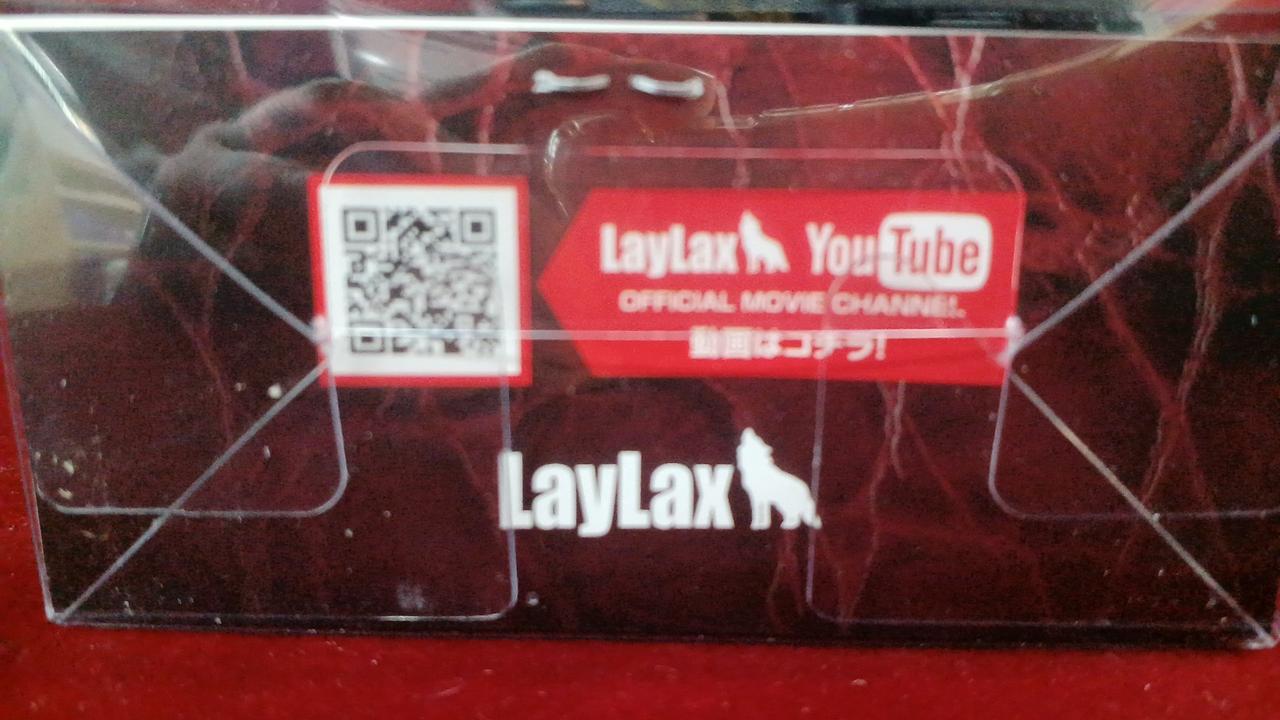 LayLax YouTube
OFFICIAL MOVIE CHANNEL
動画はコチラ!
LayLax